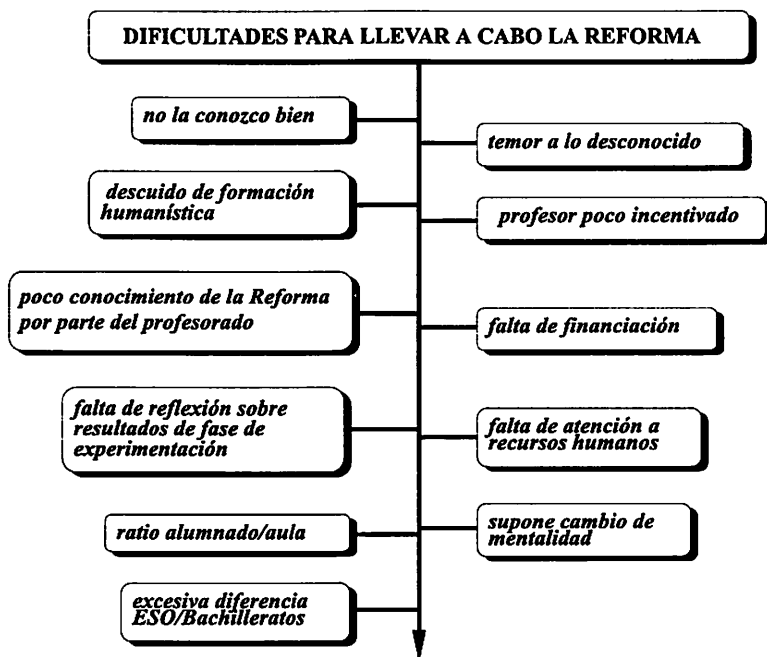 DIFICULTADES PARA LLEVAR A CABO LA REFORMA
no la conozco bien
temor a lo desconocido
descuido de formación
humanística
profesor poco incentivado
poco conocimiento de la Reforma
por parte del profesorado
falta de financiación
falta de reflexión sobre
resultados de fase de
experimentación
falta de atención a
recursos humanos
ratio alumnado/aula
supone cambio de
mentalidad
excesiva diferencia
ESO/Bachilleratos